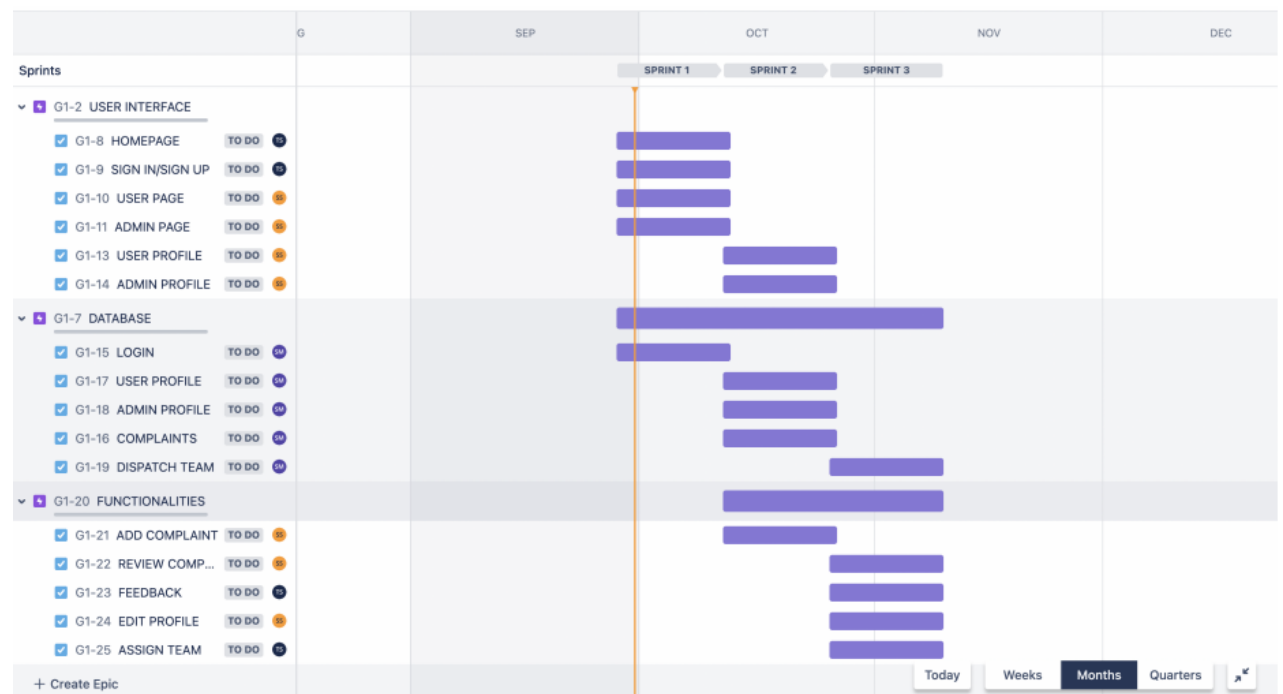 G SEP OCT NOV DEC
Sprints SPRINT 1 SPRINT 2 SPRINT 3
G1-2 USER INTERFACE
G1-8 HOMEPAGE TO DO TS
G1-9 SIGN IN/SIGN UP TO DO TS
G1-10 USER PAGE TO DO SS
G1-11 ADMIN PAGE TO DO SS
G1-13 USER PROFILE TO DO SS
G1-14 ADMIN PROFILE TO DO SS
G1-7 DATABASE
G1-15 LOGIN TO DO SM
G1-17 USER PROFILE TO DO SM
G1-18 ADMIN PROFILE TO DO SM
G1-16 COMPLAINTS TO DO SM
G1-19 DISPATCH TEAM TO DO SM
G1-20 FUNCTIONALITIES
G1-21 ADD COMPLAINT TO DO SS
G1-22 REVIEW COMP... TO DO SS
G1-23 FEEDBACK TO DO TS
G1-24 EDIT PROFILE TO DO SS
G1-25 ASSIGN TEAM TO DO TS
+ Create Epic Today Weeks Months Quarters